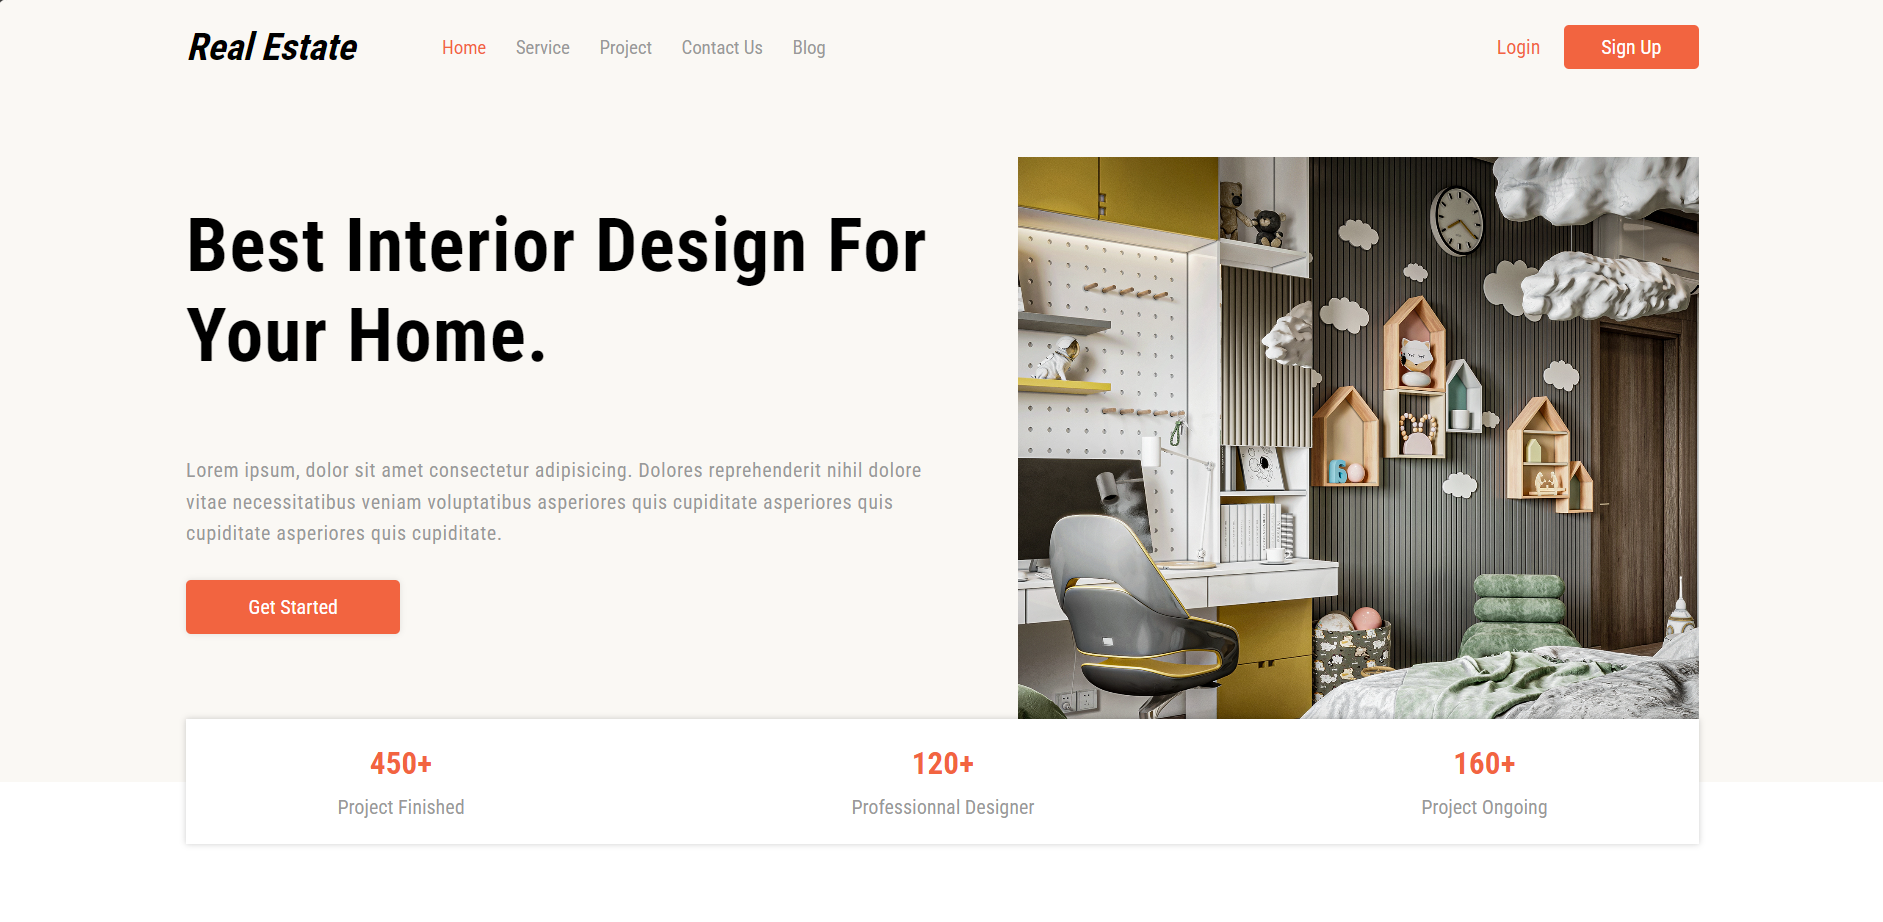 Real Estate
Home Service Project Contact Us Blog
Login Sign Up
Best Interior Design For
Your Home.
Lorem ipsum, dolor sit amet consectetur adipisicing. Dolores reprehenderit nihil dolore
vitae necessitatibus veniam voluptatibus asperiores quis cupiditate asperiores quis
cupiditate asperiores quis cupiditate.
Get Started
450+
Project Finished
120+
Professionnal Designer
160+
Project Ongoing